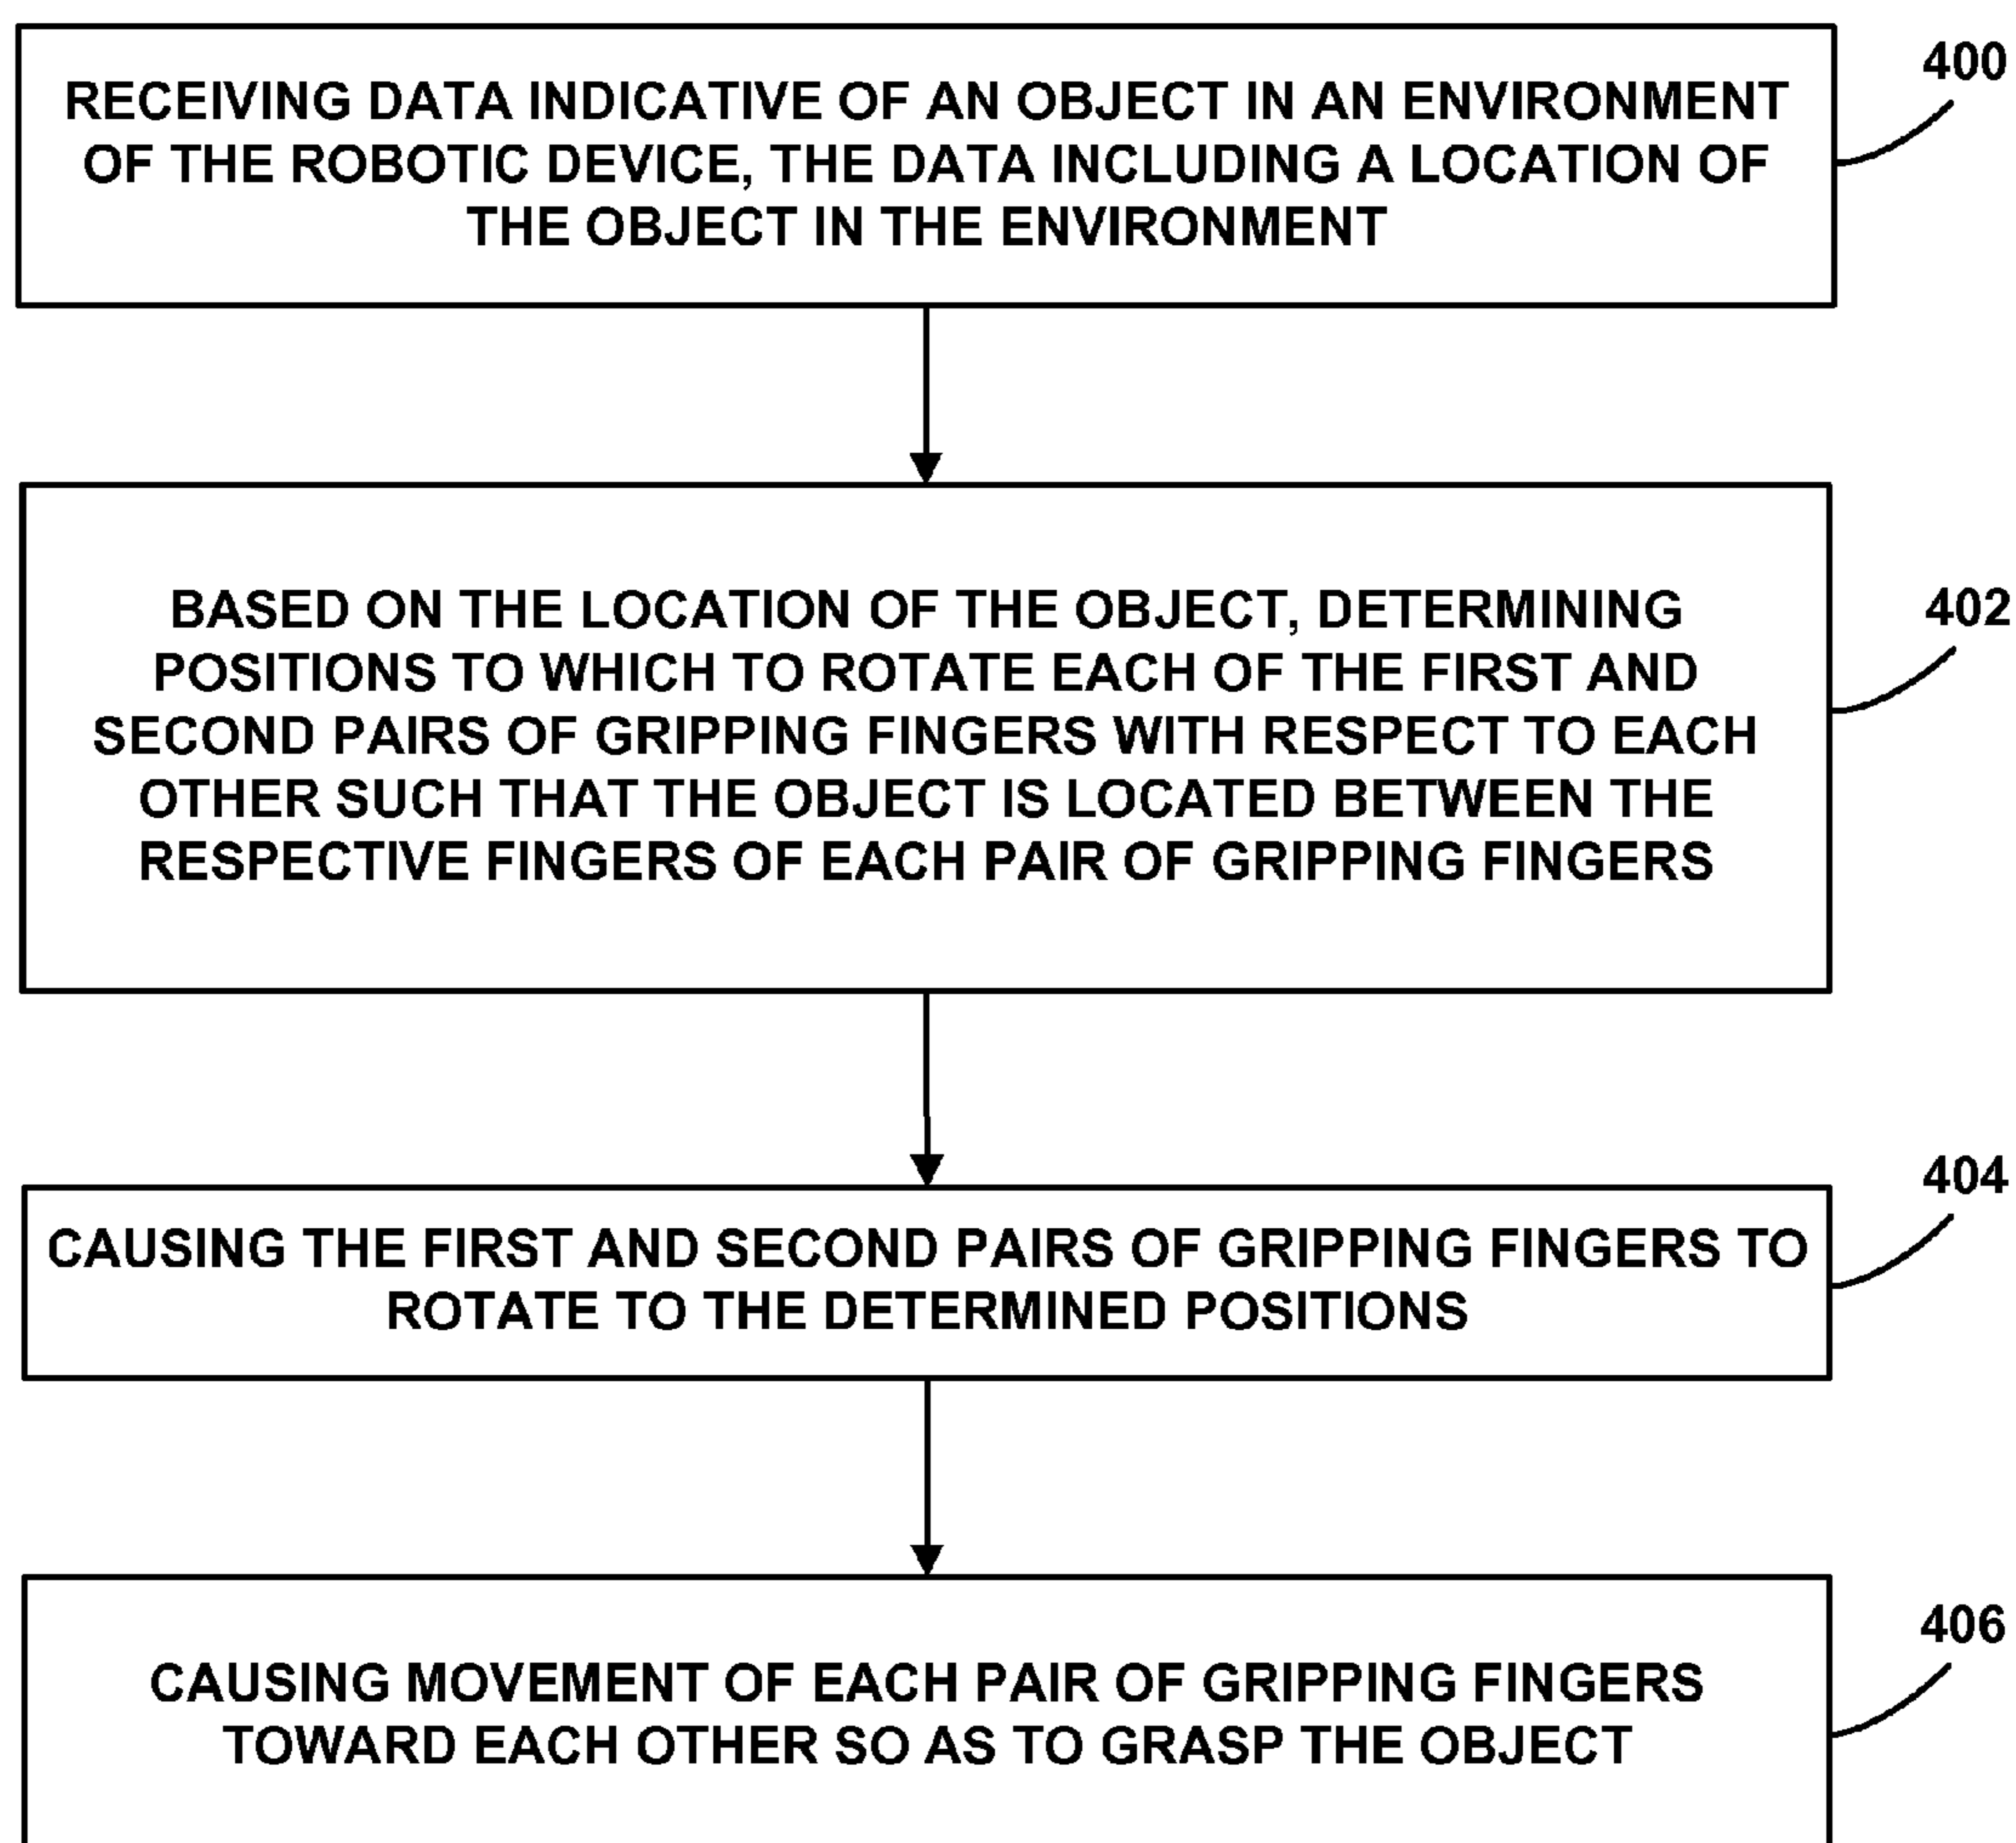 400
RECEIVING DATA INDICATIVE OF AN OBJECT IN AN ENVIRONMENT
OF THE ROBOTIC DEVICE, THE DATA INCLUDING A LOCATION OF
THE OBJECT IN THE ENVIRONMENT
402
BASED ON THE LOCATION OF THE OBJECT, DETERMINING
POSITIONS TO WHICH TO ROTATE EACH OF THE FIRST AND
SECOND PAIRS OF GRIPPING FINGERS WITH RESPECT TO EACH
OTHER SUCH THAT THE OBJECT IS LOCATED BETWEEN THE
RESPECTIVE FINGERS OF EACH PAIR OF GRIPPING FINGERS
404
CAUSING THE FIRST AND SECOND PAIRS OF GRIPPING FINGERS TO
ROTATE TO THE DETERMINED POSITIONS
406
CAUSING MOVEMENT OF EACH PAIR OF GRIPPING FINGERS
TOWARD EACH OTHER SO AS TO GRASP THE OBJECT